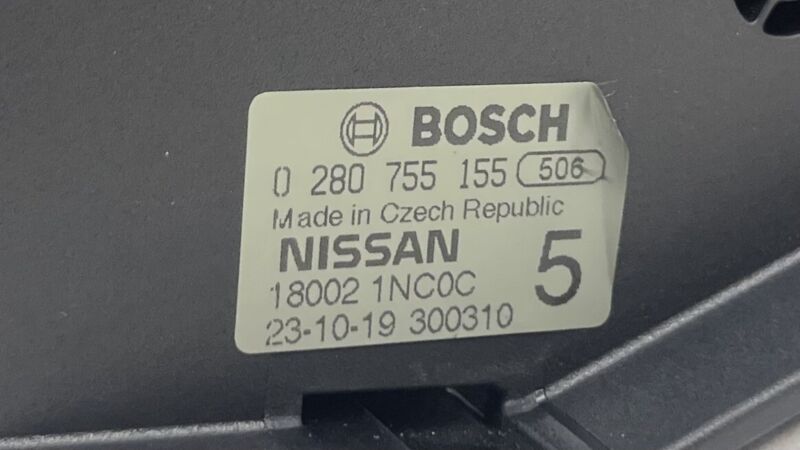 BOSCH
0 280 755 155 506
Made in Czech Republic
NISSAN
18002 1NC0C 5
23-10-19 300310